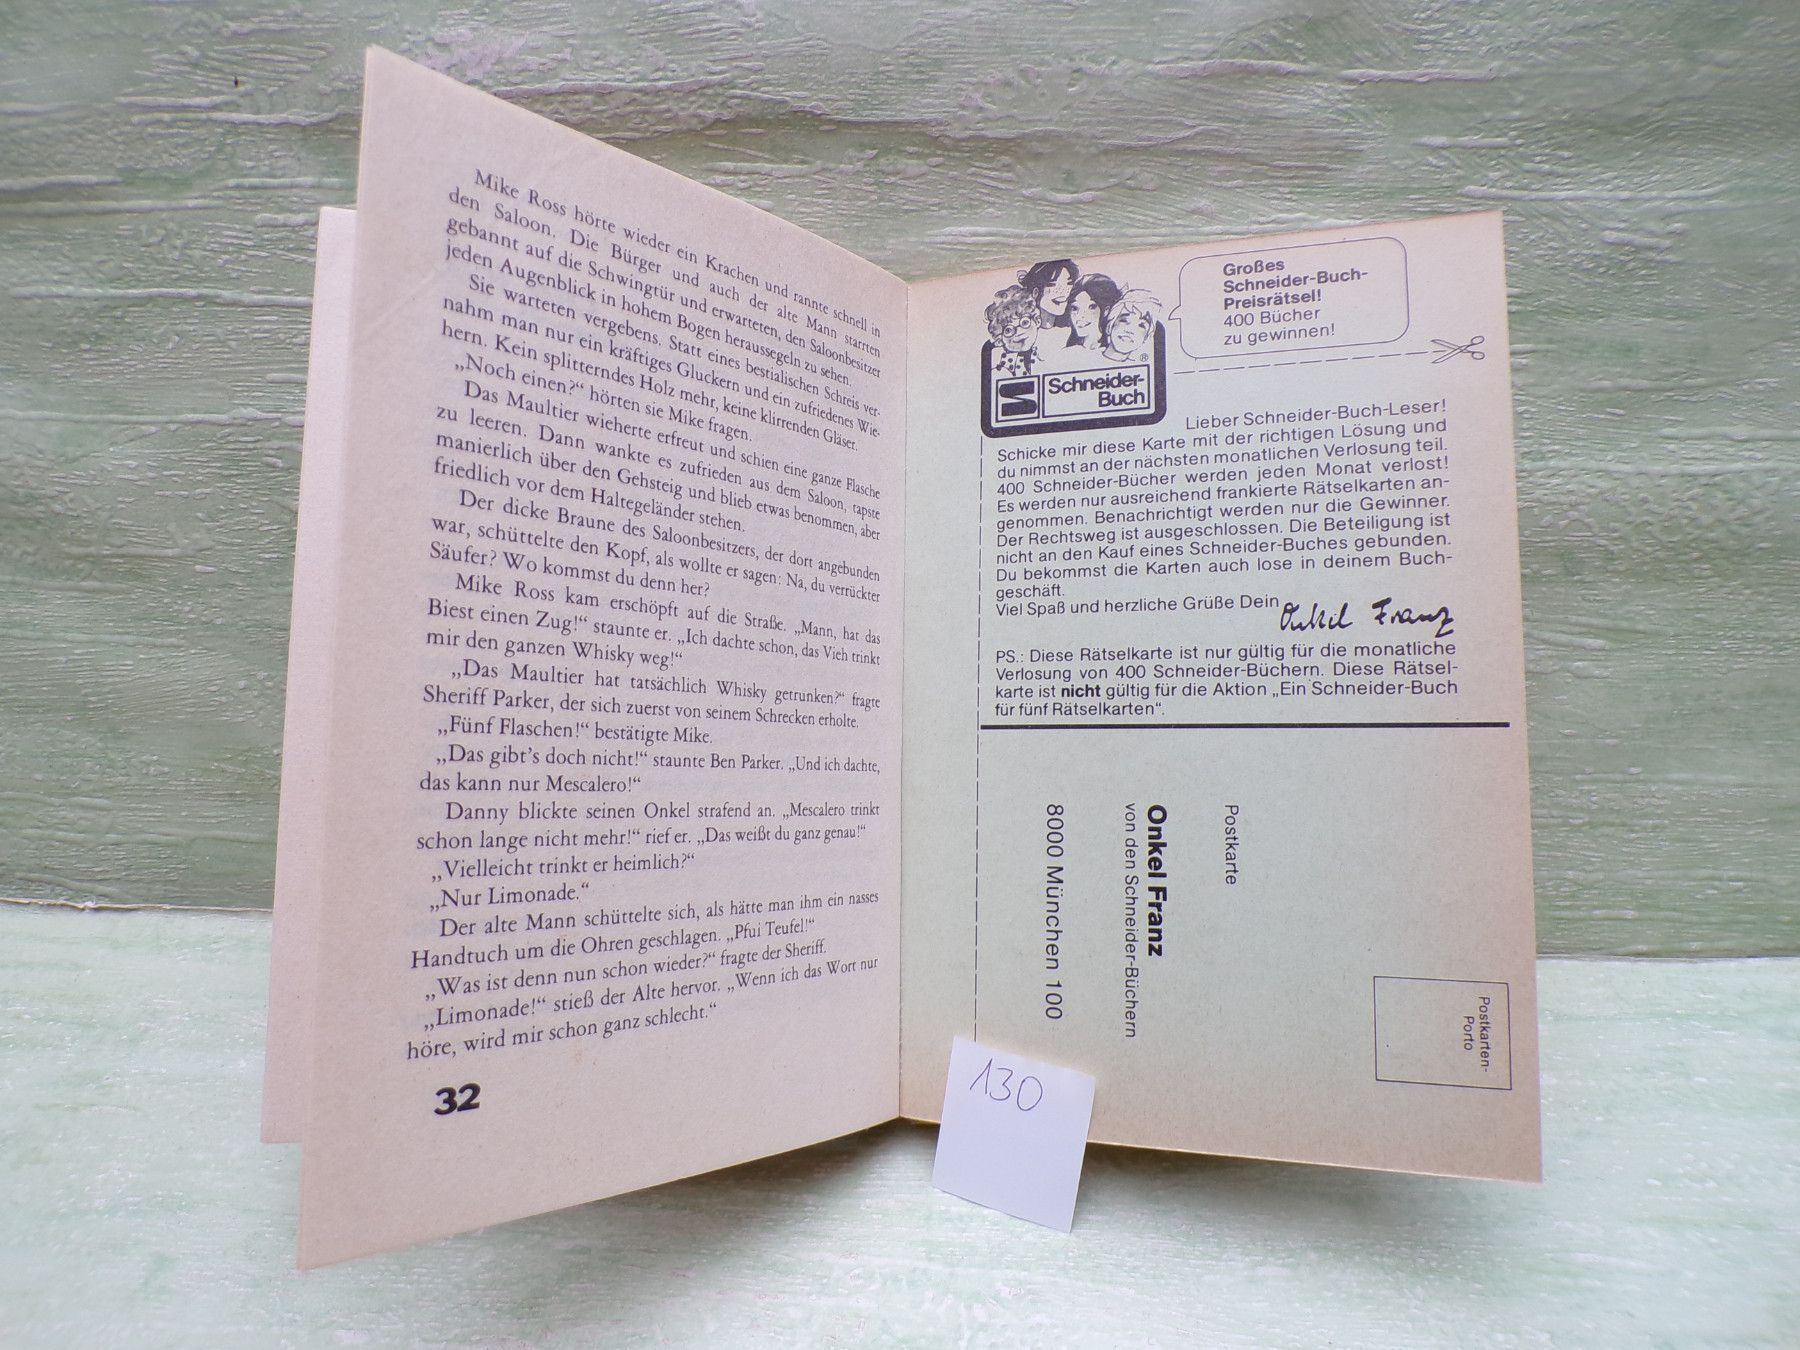 Mike Ross hörte wieder ein Krachen und rannte schnell in
den Saloon. Die Bürger und auch der alte Mann starrten
gebannt auf die Schwingtür und erwarteten, den Saloonbesitzer
jeden Augenblick in hohem Bogen heraussegeln zu sehen.
Sie warteten vergebens. Statt eines bestialischen Schreis ver-
nahm man nur ein kräftiges Gluckern und ein zufriedenes Wie-
hern. Kein splitterndes Holz mehr, keine klirrenden Gläser.
„Noch einen?“ hörten sie Mike fragen.
Das Maultier wieherte erfreut und schien eine ganze Flasche
zu leeren. Dann wankte es zufrieden aus dem Saloon, tapste
manierlich über den Gehsteig und blieb etwas benommen, aber
friedlich vor dem Haltegeländer stehen.
Der dicke Braune des Saloonbesitzers, der dort angebunden
war, schüttelte den Kopf, als wollte er sagen: Na, du verrückter
Säufer? Wo kommst du denn her?
Mike Ross kam erschöpft auf die Straße. „Mann, hat das
Biest einen Zug!“ staunte er. „Ich dachte schon, das Vieh trinkt
mir den ganzen Whisky weg!“
„Das Maultier hat tatsächlich Whisky getrunken?“ fragte
Sheriff Parker, der sich zuerst von seinem Schrecken erholte.
„Fünf Flaschen!“ bestätigte Mike.
„Das gibt's doch nicht!“ staunte Ben Parker. „Und ich dachte,
das kann nur Mescalero!“
Danny blickte seinen Onkel strafend an. „Mescalero trinkt
schon lange nicht mehr!“ rief er. „Das weißt du ganz genau!“
„Vielleicht trinkt er heimlich?“
„Nur Limonade.“
Der alte Mann schüttelte sich, als hätte man ihm ein nasses
Handtuch um die Ohren geschlagen. „Pfui Teufel!“
„Was ist denn nun schon wieder?“ fragte der Sheriff.
„Limonade!“ stieß der Alte hervor. „Wenn ich das Wort nur
höre, wird mir schon ganz schlecht.“
32
Großes
Schneider-Buch-
Preisrätsel!
400 Bücher
zu gewinnen!
®
Schneider-
Buch
Lieber Schneider-Buch-Leser!
Schicke mir diese Karte mit der richtigen Lösung und
du nimmst an der nächsten monatlichen Verlosung teil.
400 Schneider-Bücher werden jeden Monat verlost!
Es werden nur ausreichend frankierte Rätselkarten an-
genommen. Benachrichtigt werden nur die Gewinner.
Der Rechtsweg ist ausgeschlossen. Die Beteiligung ist
nicht an den Kauf eines Schneider-Buches gebunden.
Du bekommst die Karten auch lose in deinem Buch-
geschäft.
Viel Spaß und herzliche Grüße Dein
Onkel Franz
PS.: Diese Rätselkarte ist nur gültig für die monatliche
Verlosung von 400 Schneider-Büchern. Diese Rätsel-
karte ist nicht gültig für die Aktion „Ein Schneider-Buch
für fünf Rätselkarten“.
Postkarte
Onkel Franz
von den Schneider-Büchern
8000 München 100
Postkarten-
Porto
130